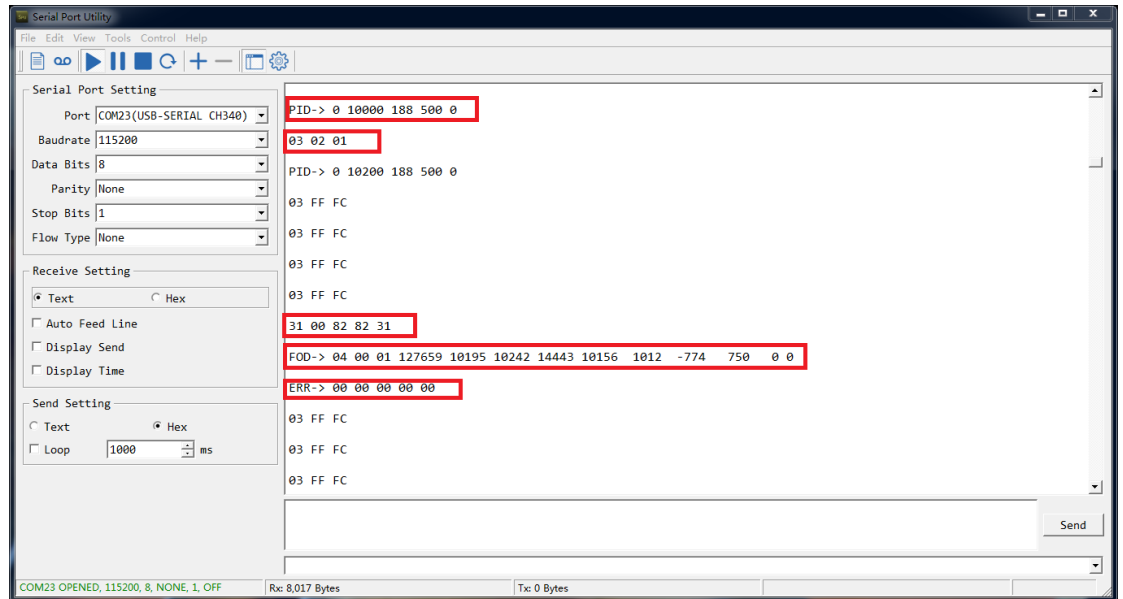 Serial Port Utility
File Edit View Tools Control Help
Serial Port Setting
Port COM23(USB-SERIAL CH340)
Baudrate 115200
Data Bits 8
Parity None
Stop Bits 1
Flow Type None
Receive Setting
Text Hex
Auto Feed Line
Display Send
Display Time
Send Setting
Text Hex
Loop 1000 ms
PID-> 0 10000 188 500 0
03 02 01
PID-> 0 10200 188 500 0
03 FF FC
03 FF FC
03 FF FC
03 FF FC
31 00 82 82 31
FOD-> 04 00 01 127659 10195 10242 14443 10156 1012 -774 750 0 0
ERR-> 00 00 00 00 00
03 FF FC
03 FF FC
03 FF FC
Send
COM23 OPENED, 115200, 8, NONE, 1, OFF Rx: 8,017 Bytes Tx: 0 Bytes